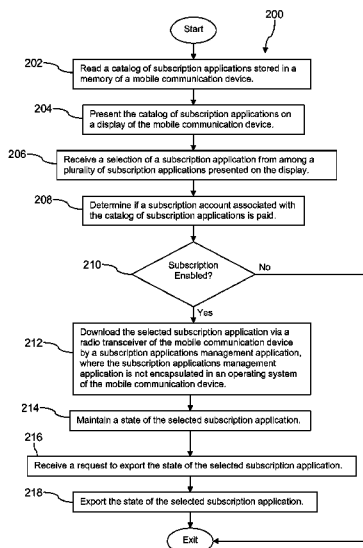 Start
200
202
Read a catalog of subscription applications stored in a
memory of a mobile communication device.
204
Present the catalog of subscription applications on
a display of the mobile communication device.
206
Receive a selection of a subscription application from among a
plurality of subscription applications presented on the display.
208
Determine if a subscription account associated with
the catalog of subscription applications is paid.
210
Subscription
Enabled?
No
Yes
212
Download the selected subscription application via a
radio transceiver of the mobile communication device
by a subscription applications management application,
where the subscription applications management
application is not encapsulated in an operating system
of the mobile communication device.
214
Maintain a state of the selected subscription application.
216
Receive a request to export the state of the selected subscription application.
218
Export the state of the selected subscription application.
Exit